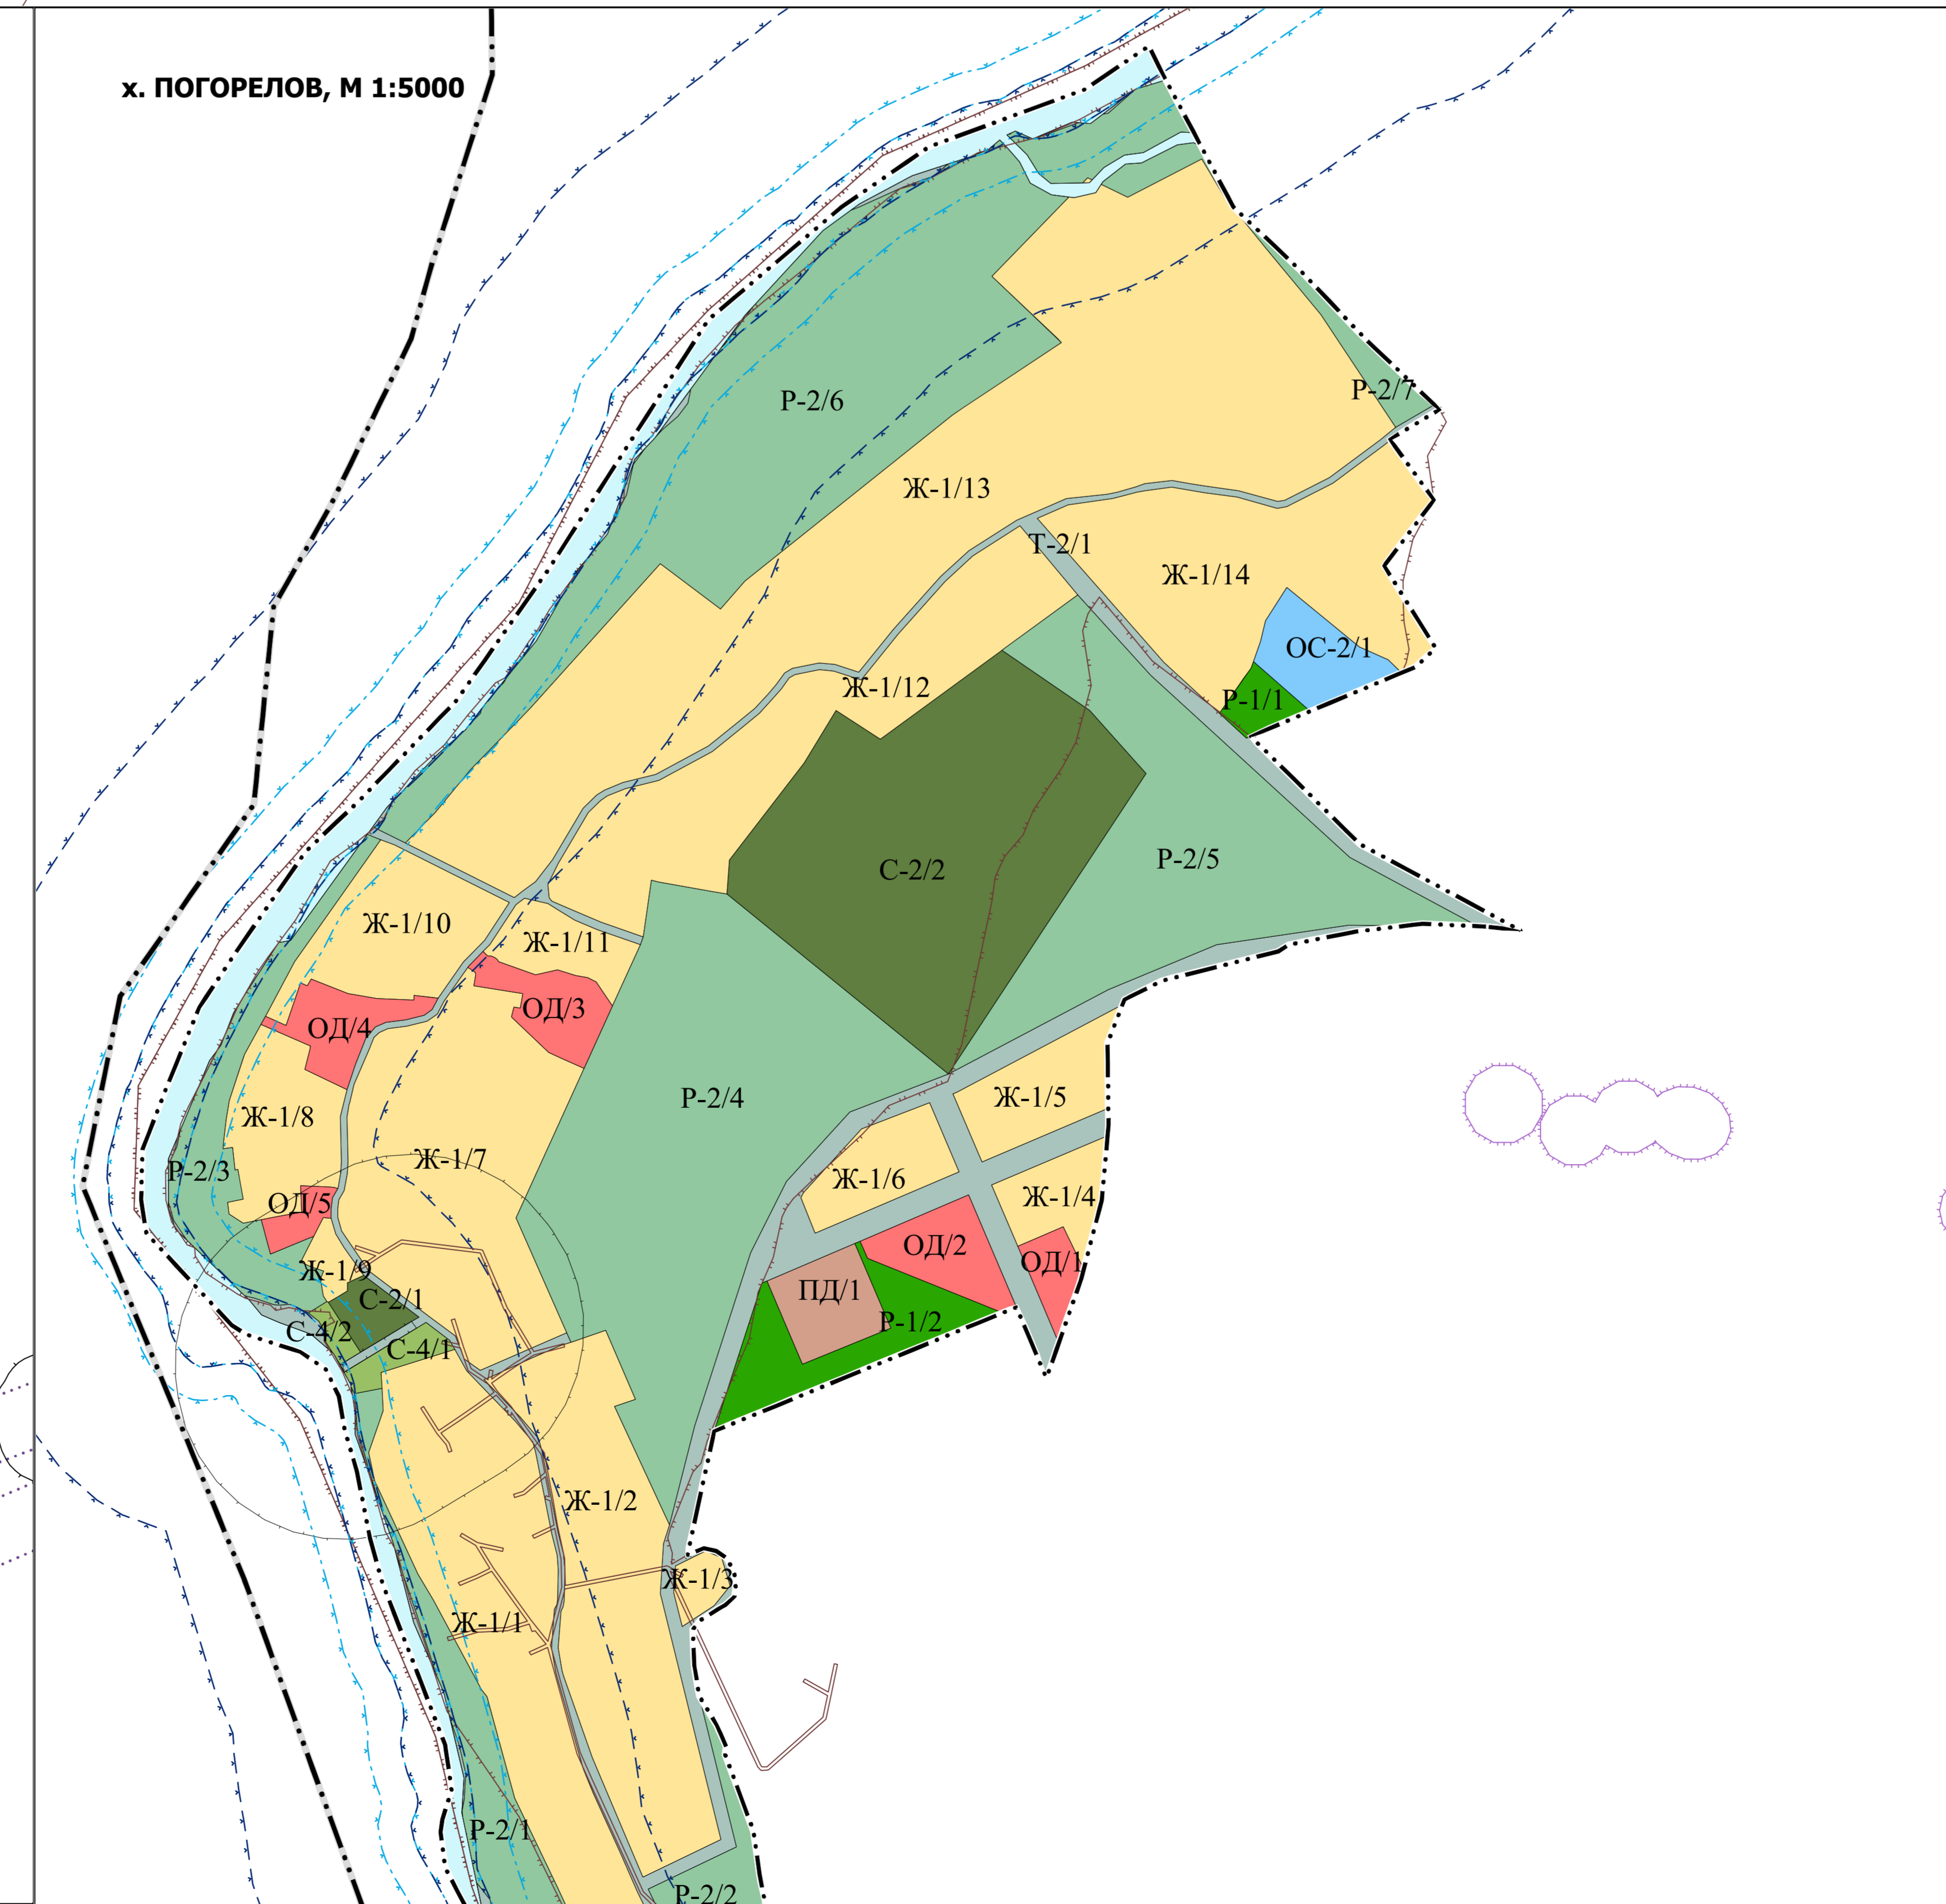 х. ПОГОРЕЛОВ, М 1:5000
Р-2/7
Р-2/6
Ж-1/13
Т-2/1
Ж-1/14
ОС-2/1
Ж-1/12
Р-1/1
Р-2/5
С-2/2
Ж-1/10
Ж-1/11
ОД/3
ОД/4
Р-2/4
Ж-1/5
Ж-1/8
Ж-1/7
Р-2/3
Ж-1/6
Ж-1/4
ОД/5
ОД/2
ОД/1
Ж-1/9
ПД/1
С-2/1
Р-1/2
С-4/2
С-4/1
Ж-1/2
Ж-1/3
Ж-1/1
Р-2/1
Р-2/2